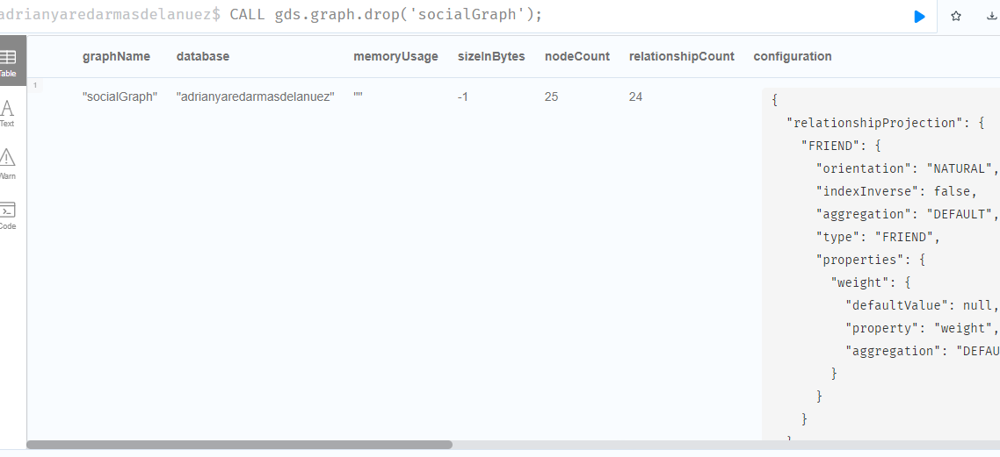 adrianyaredarmasdelanuez$ CALL gds.graph.drop('socialGraph');
graphName database memoryUsage sizeInBytes nodeCount relationshipCount configuration
Table
1
"socialGraph" "adrianyaredarmasdelanuez" "" -1 25 24
{
"relationshipProjection": {
"FRIEND": {
"orientation": "NATURAL",
"indexInverse": false,
"aggregation": "DEFAULT",
"type": "FRIEND",
"properties": {
"weight": {
"defaultValue": null,
"property": "weight",
"aggregation": "DEFAU
}
}
}
A
Text
Warn
Code